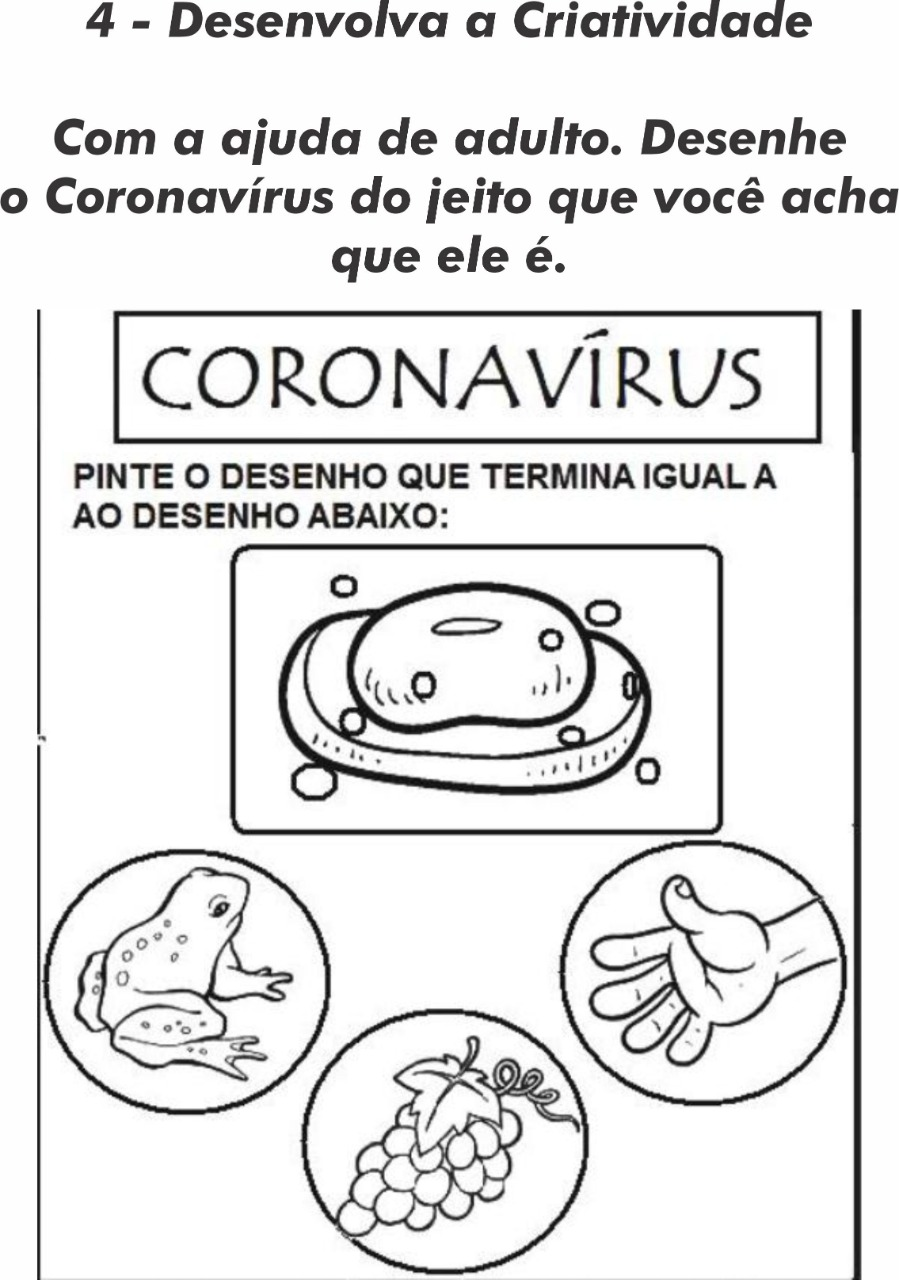 4 - Desenvolva a Criatividade
Com a ajuda de adulto. Desenhe
o Coronavírus do jeito que você acha
que ele é.
CORONAVÍRUS
PINTE O DESENHO QUE TERMINA IGUAL A
AO DESENHO ABAIXO: